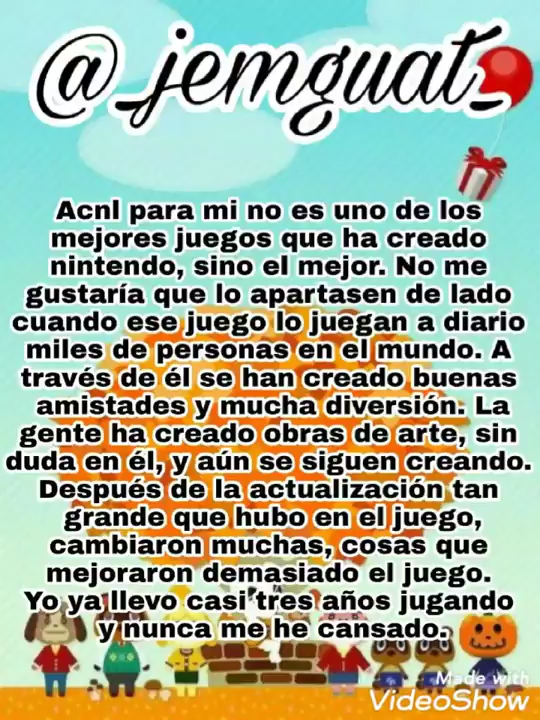 @_jemguat_
Acnl para mi no es uno de los
mejores juegos que ha creado
nintendo, sino el mejor. No me
gustaría que lo apartasen de lado
cuando ese juego lo juegan a diario
miles de personas en el mundo. A
través de él se han creado buenas
amistades y mucha diversión. La
gente ha creado obras de arte, sin
duda en él, y aún se siguen creando.
Después de la actualización tan
grande que hubo en el juego,
cambiaron muchas, cosas que
mejoraron demasiado el juego.
Yo ya llevo casi tres años jugando
y nunca me he cansado.
Made with
VideoShow